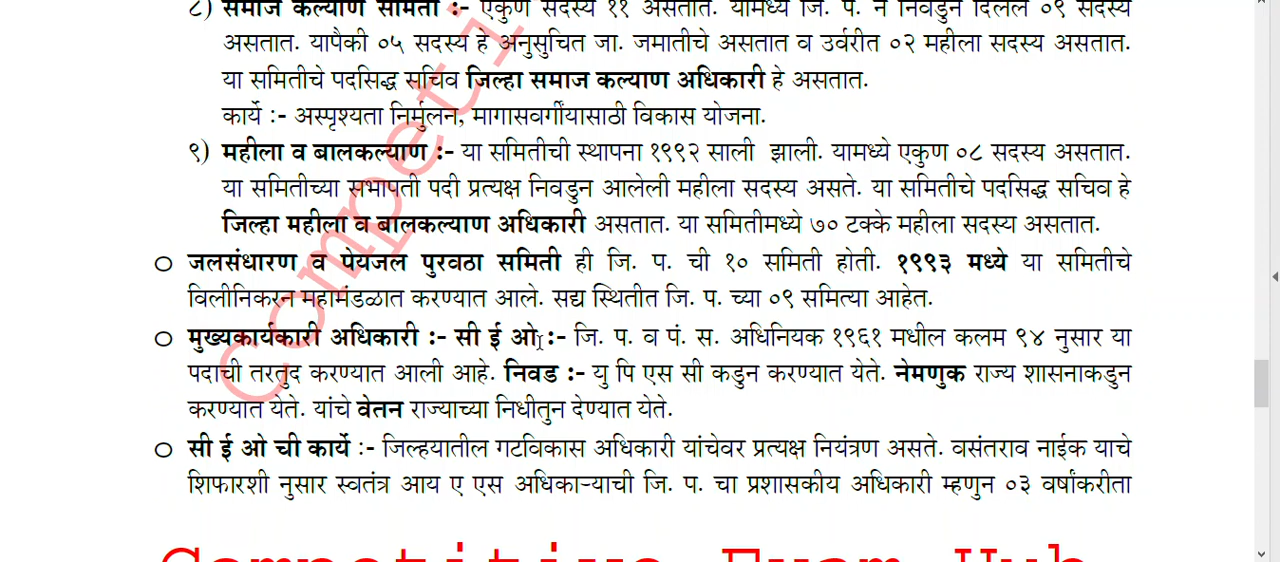 ८) समाज कल्याण समिती :- एकुण सदस्य ११ असतात. यामध्ये जि. प. ने निवडुन दिलेले ०९ सदस्य
असतात. यापैकी ०५ सदस्य हे अनुसुचित जा. जमातीचे असतात व उर्वरीत ०२ महीला सदस्य असतात.
या समितीचे पदसिद्ध सचिव जिल्हा समाज कल्याण अधिकारी हे असतात.
कार्ये :- अस्पृश्यता निर्मुलन, मागासवर्गीयासाठी विकास योजना.
९) महीला व बालकल्याण :- या समितीची स्थापना १९९२ साली झाली. यामध्ये एकुण ०८ सदस्य असतात.
या समितीच्या सभापती पदी प्रत्यक्ष निवडुन आलेली महीला सदस्य असते. या समितीचे पदसिद्ध सचिव हे
जिल्हा महीला व बालकल्याण अधिकारी असतात. या समितीमध्ये ७० टक्के महीला सदस्य असतात.
जलसंधारण व पेयजल पुरवठा समिती ही जि. प. ची १० समिती होती. १९९३ मध्ये या समितीचे
विलीनिकरन महामंडळात करण्यात आले. सद्य स्थितीत जि. प. च्या ०९ समित्या आहेत.
मुख्यकार्यकारी अधिकारी :- सी ई ओ :- जि. प. व पं. स. अधिनियक १९६१ मधील कलम ९४ नुसार या
पदाची तरतुद करण्यात आली आहे. निवड :- यु पि एस सी कडुन करण्यात येते. नेमणुक राज्य शासनाकडुन
करण्यात येते. यांचे वेतन राज्याच्या निधीतुन देण्यात येते.
सी ई ओ ची कार्ये :- जिल्हयातील गटविकास अधिकारी यांचेवर प्रत्यक्ष नियंत्रण असते. वसंतराव नाईक याचे
शिफारशी नुसार स्वतंत्र आय ए एस अधिकाऱ्याची जि. प. चा प्रशासकीय अधिकारी म्हणुन ०३ वर्षांकरीता
Competi
Competitive Exam Hub